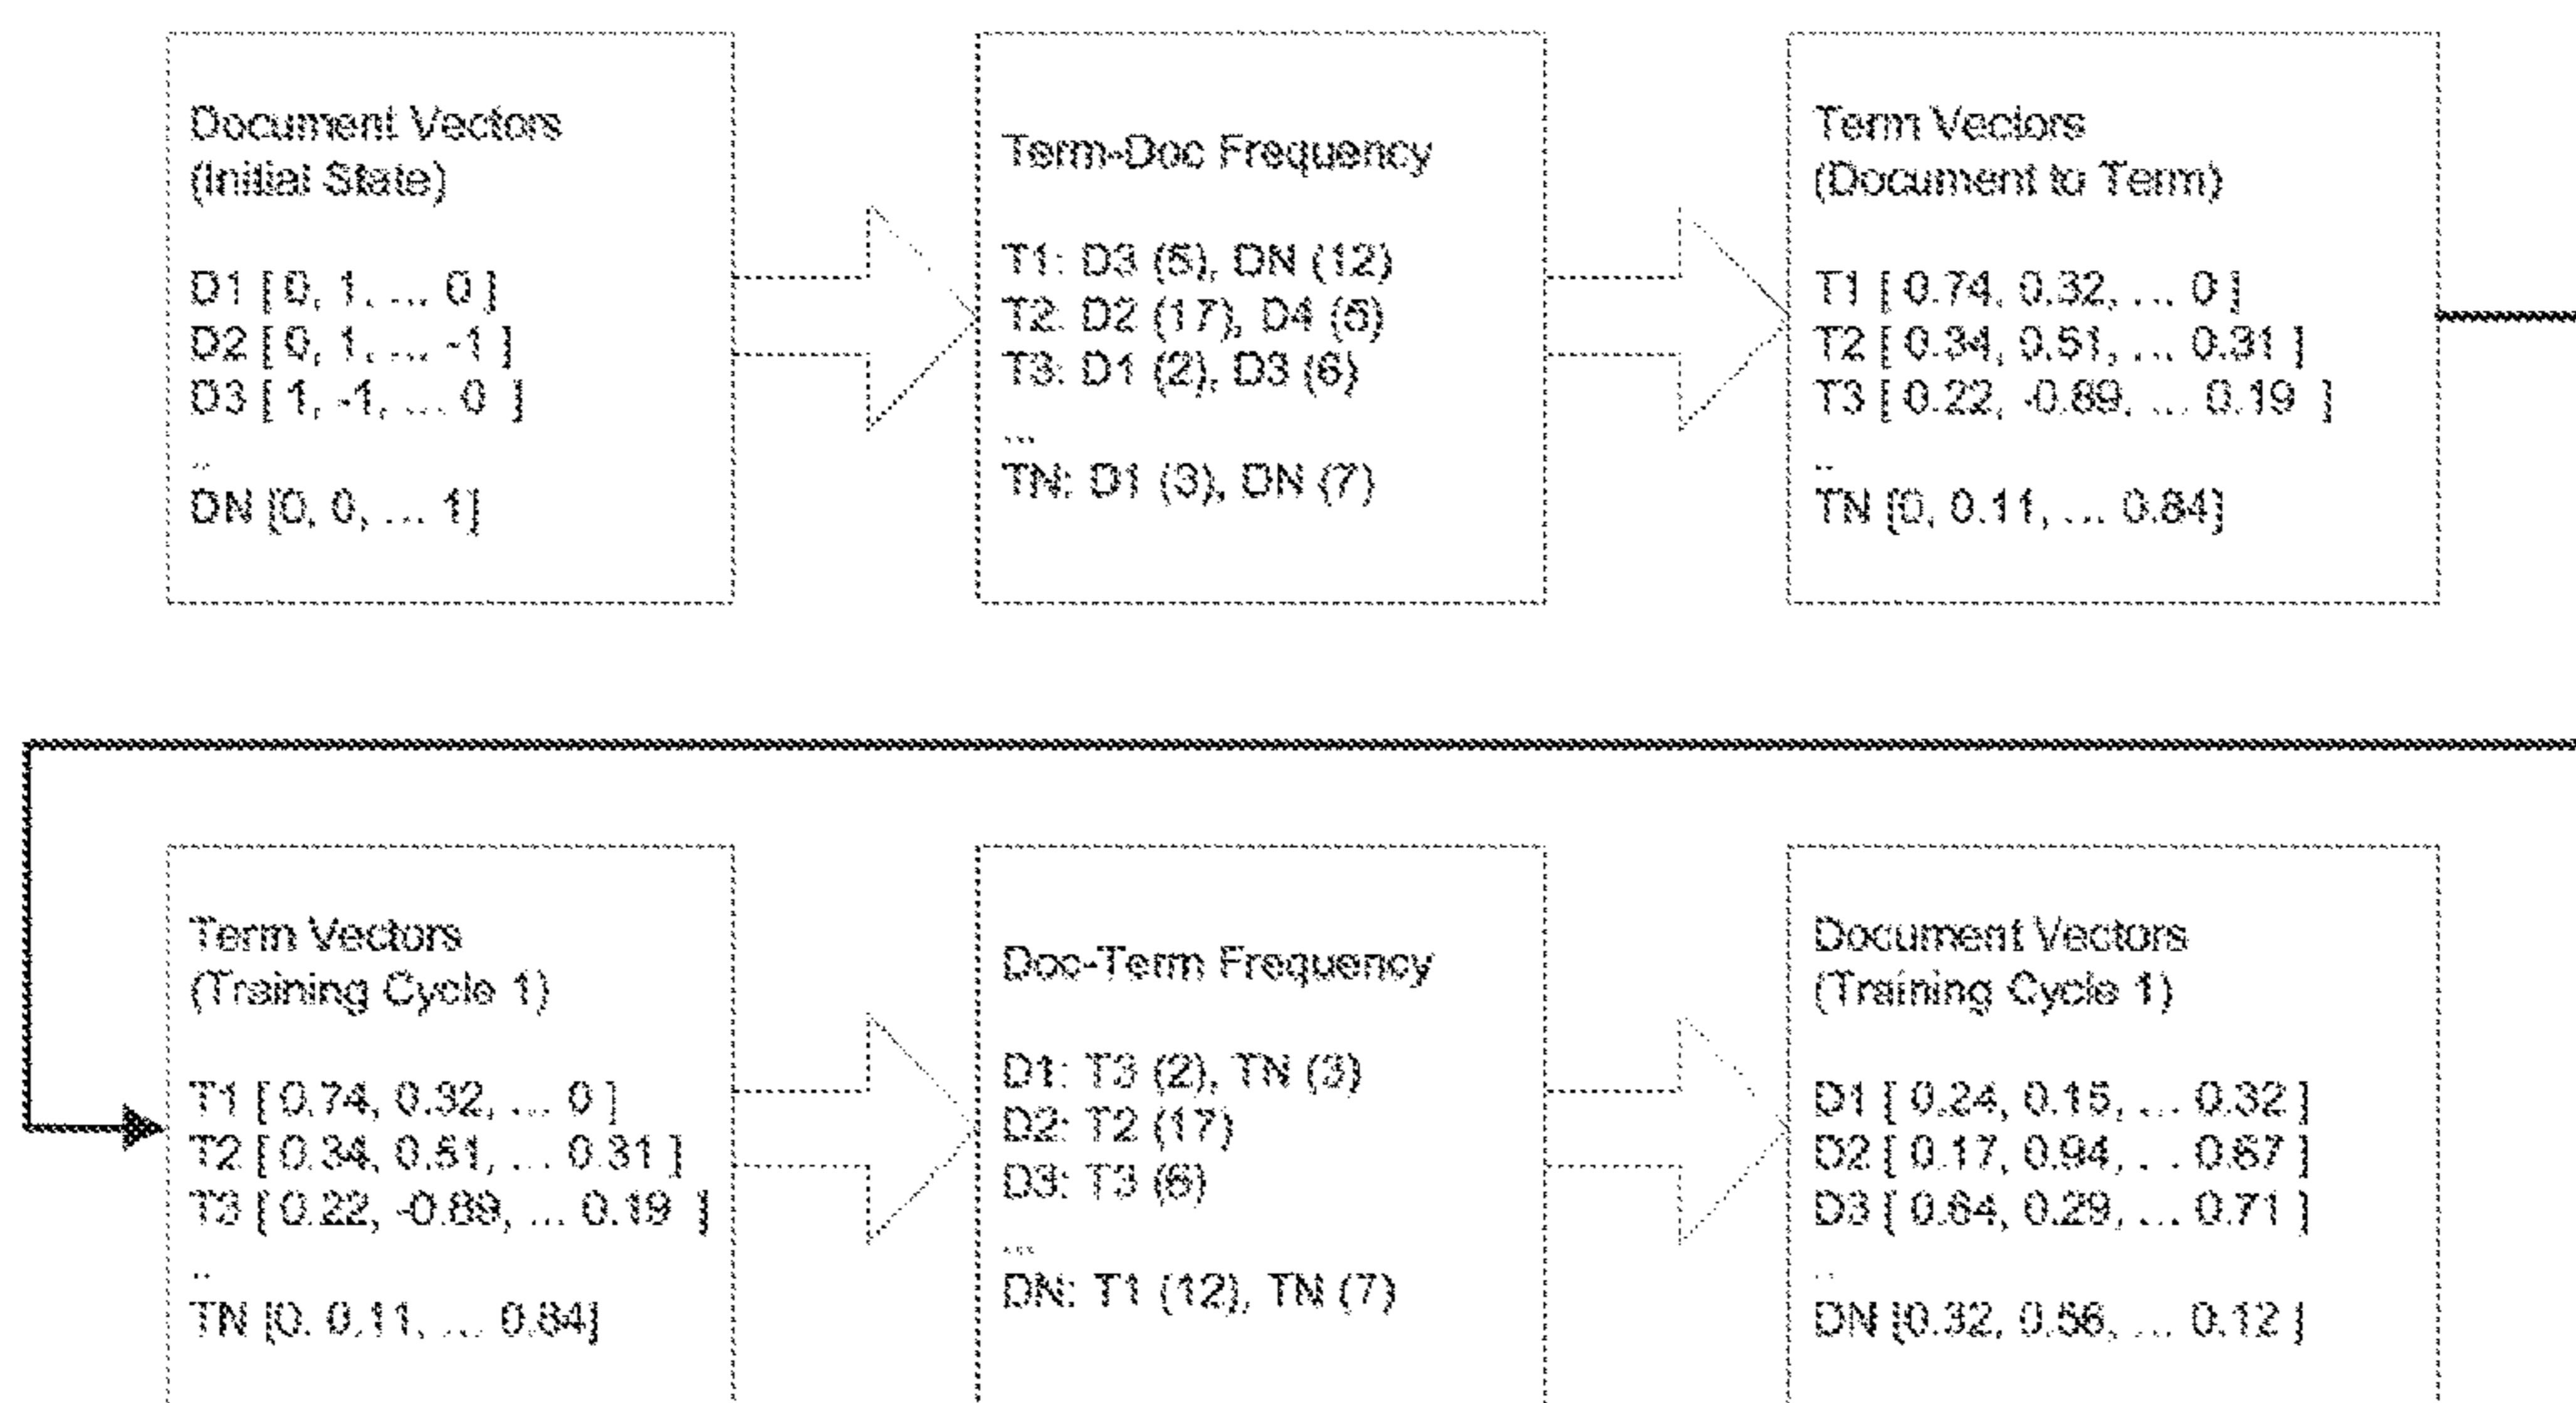 Document Vectors
(Initial State)
D1 [ 0, 1, ... 0 ]
D2 [ 0, 1, ... -1 ]
D3 [ 1, -1, ... 0 ]
..
DN [0, 0, ... 1]
Term-Doc Frequency
T1: D3 (5), DN (12)
T2: D2 (17), D4 (5)
T3: D1 (2), D3 (6)
...
TN: D1 (3), DN (7)
Term Vectors
(Document to Term)
T1 [ 0.74, 0.32, ... 0 ]
T2 [ 0.34, 0.51, ... 0.31 ]
T3 [ 0.22, -0.89, ... 0.19 ]
..
TN [0, 0.11, ... 0.84]
Term Vectors
(Training Cycle 1)
T1 [ 0.74, 0.32, ... 0 ]
T2 [ 0.34, 0.51, ... 0.31 ]
T3 [ 0.22, -0.89, ... 0.19 ]
..
TN [0, 0.11, ... 0.84]
Doc-Term Frequency
D1: T3 (2), TN (3)
D2: T2 (17)
D3: T3 (6)
...
DN: T1 (12), TN (7)
Document Vectors
(Training Cycle 1)
D1 [ 0.24, 0.15, ... 0.32 ]
D2 [ 0.17, 0.94, ... 0.67 ]
D3 [ 0.64, 0.29, ... 0.71 ]
..
DN [0.32, 0.56, ... 0.12 ]